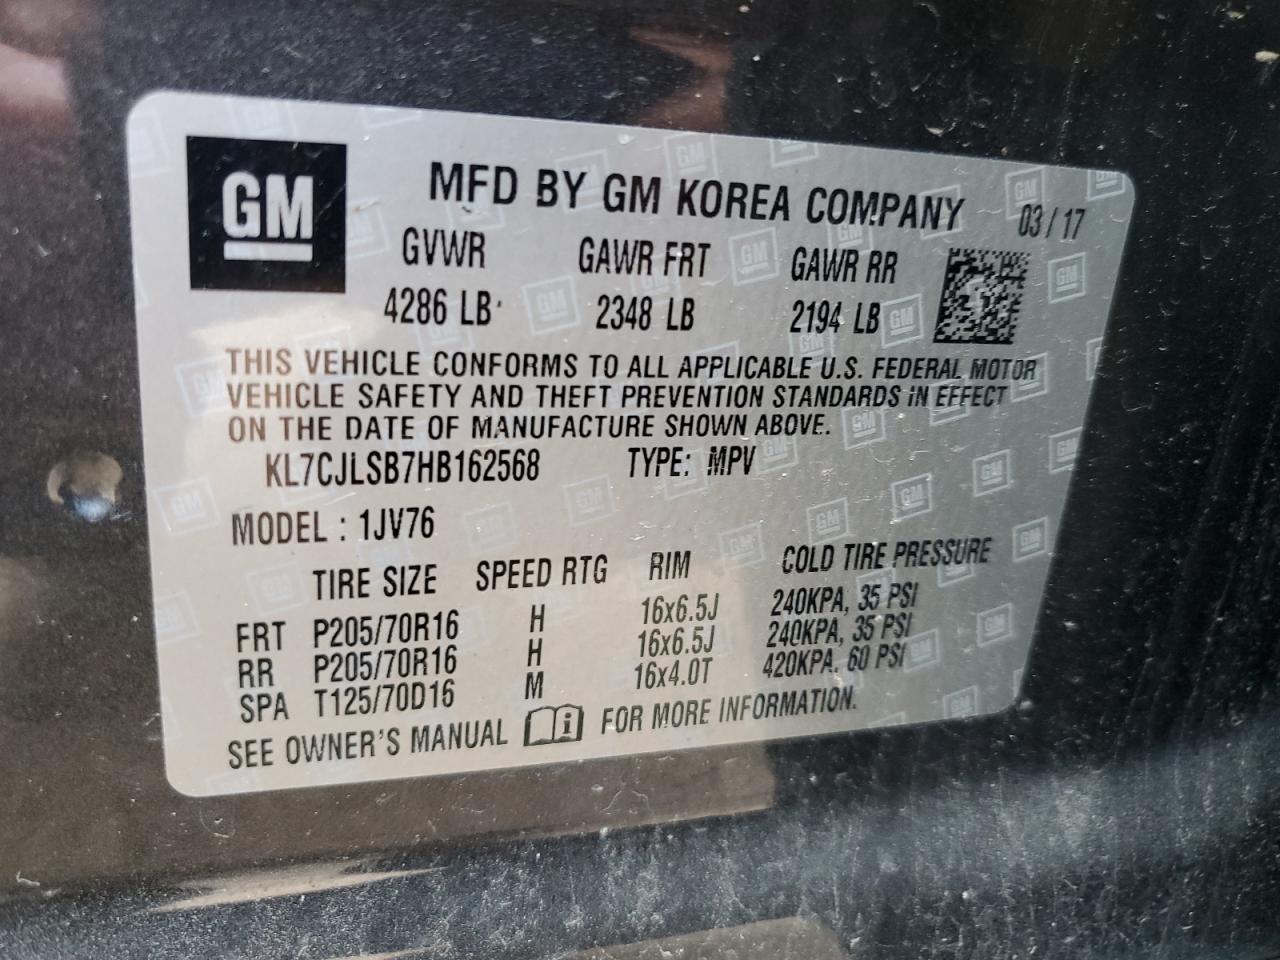 GM
MFD BY GM KOREA COMPANY 03/17
GVWR GAWR FRT GAWR RR
4286 LB 2348 LB 2194 LB
THIS VEHICLE CONFORMS TO ALL APPLICABLE U.S. FEDERAL MOTOR
VEHICLE SAFETY AND THEFT PREVENTION STANDARDS IN EFFECT
ON THE DATE OF MANUFACTURE SHOWN ABOVE.
KL7CJLSB7HB162568 TYPE: MPV
MODEL : 1JV76
TIRE SIZE SPEED RTG RIM COLD TIRE PRESSURE
FRT P205/70R16 H 16x6.5J 240KPA, 35 PSI
RR P205/70R16 H 16x6.5J 240KPA, 35 PSI
SPA T125/70D16 M 16x4.0T 420KPA, 60 PSI
SEE OWNER'S MANUAL i FOR MORE INFORMATION.